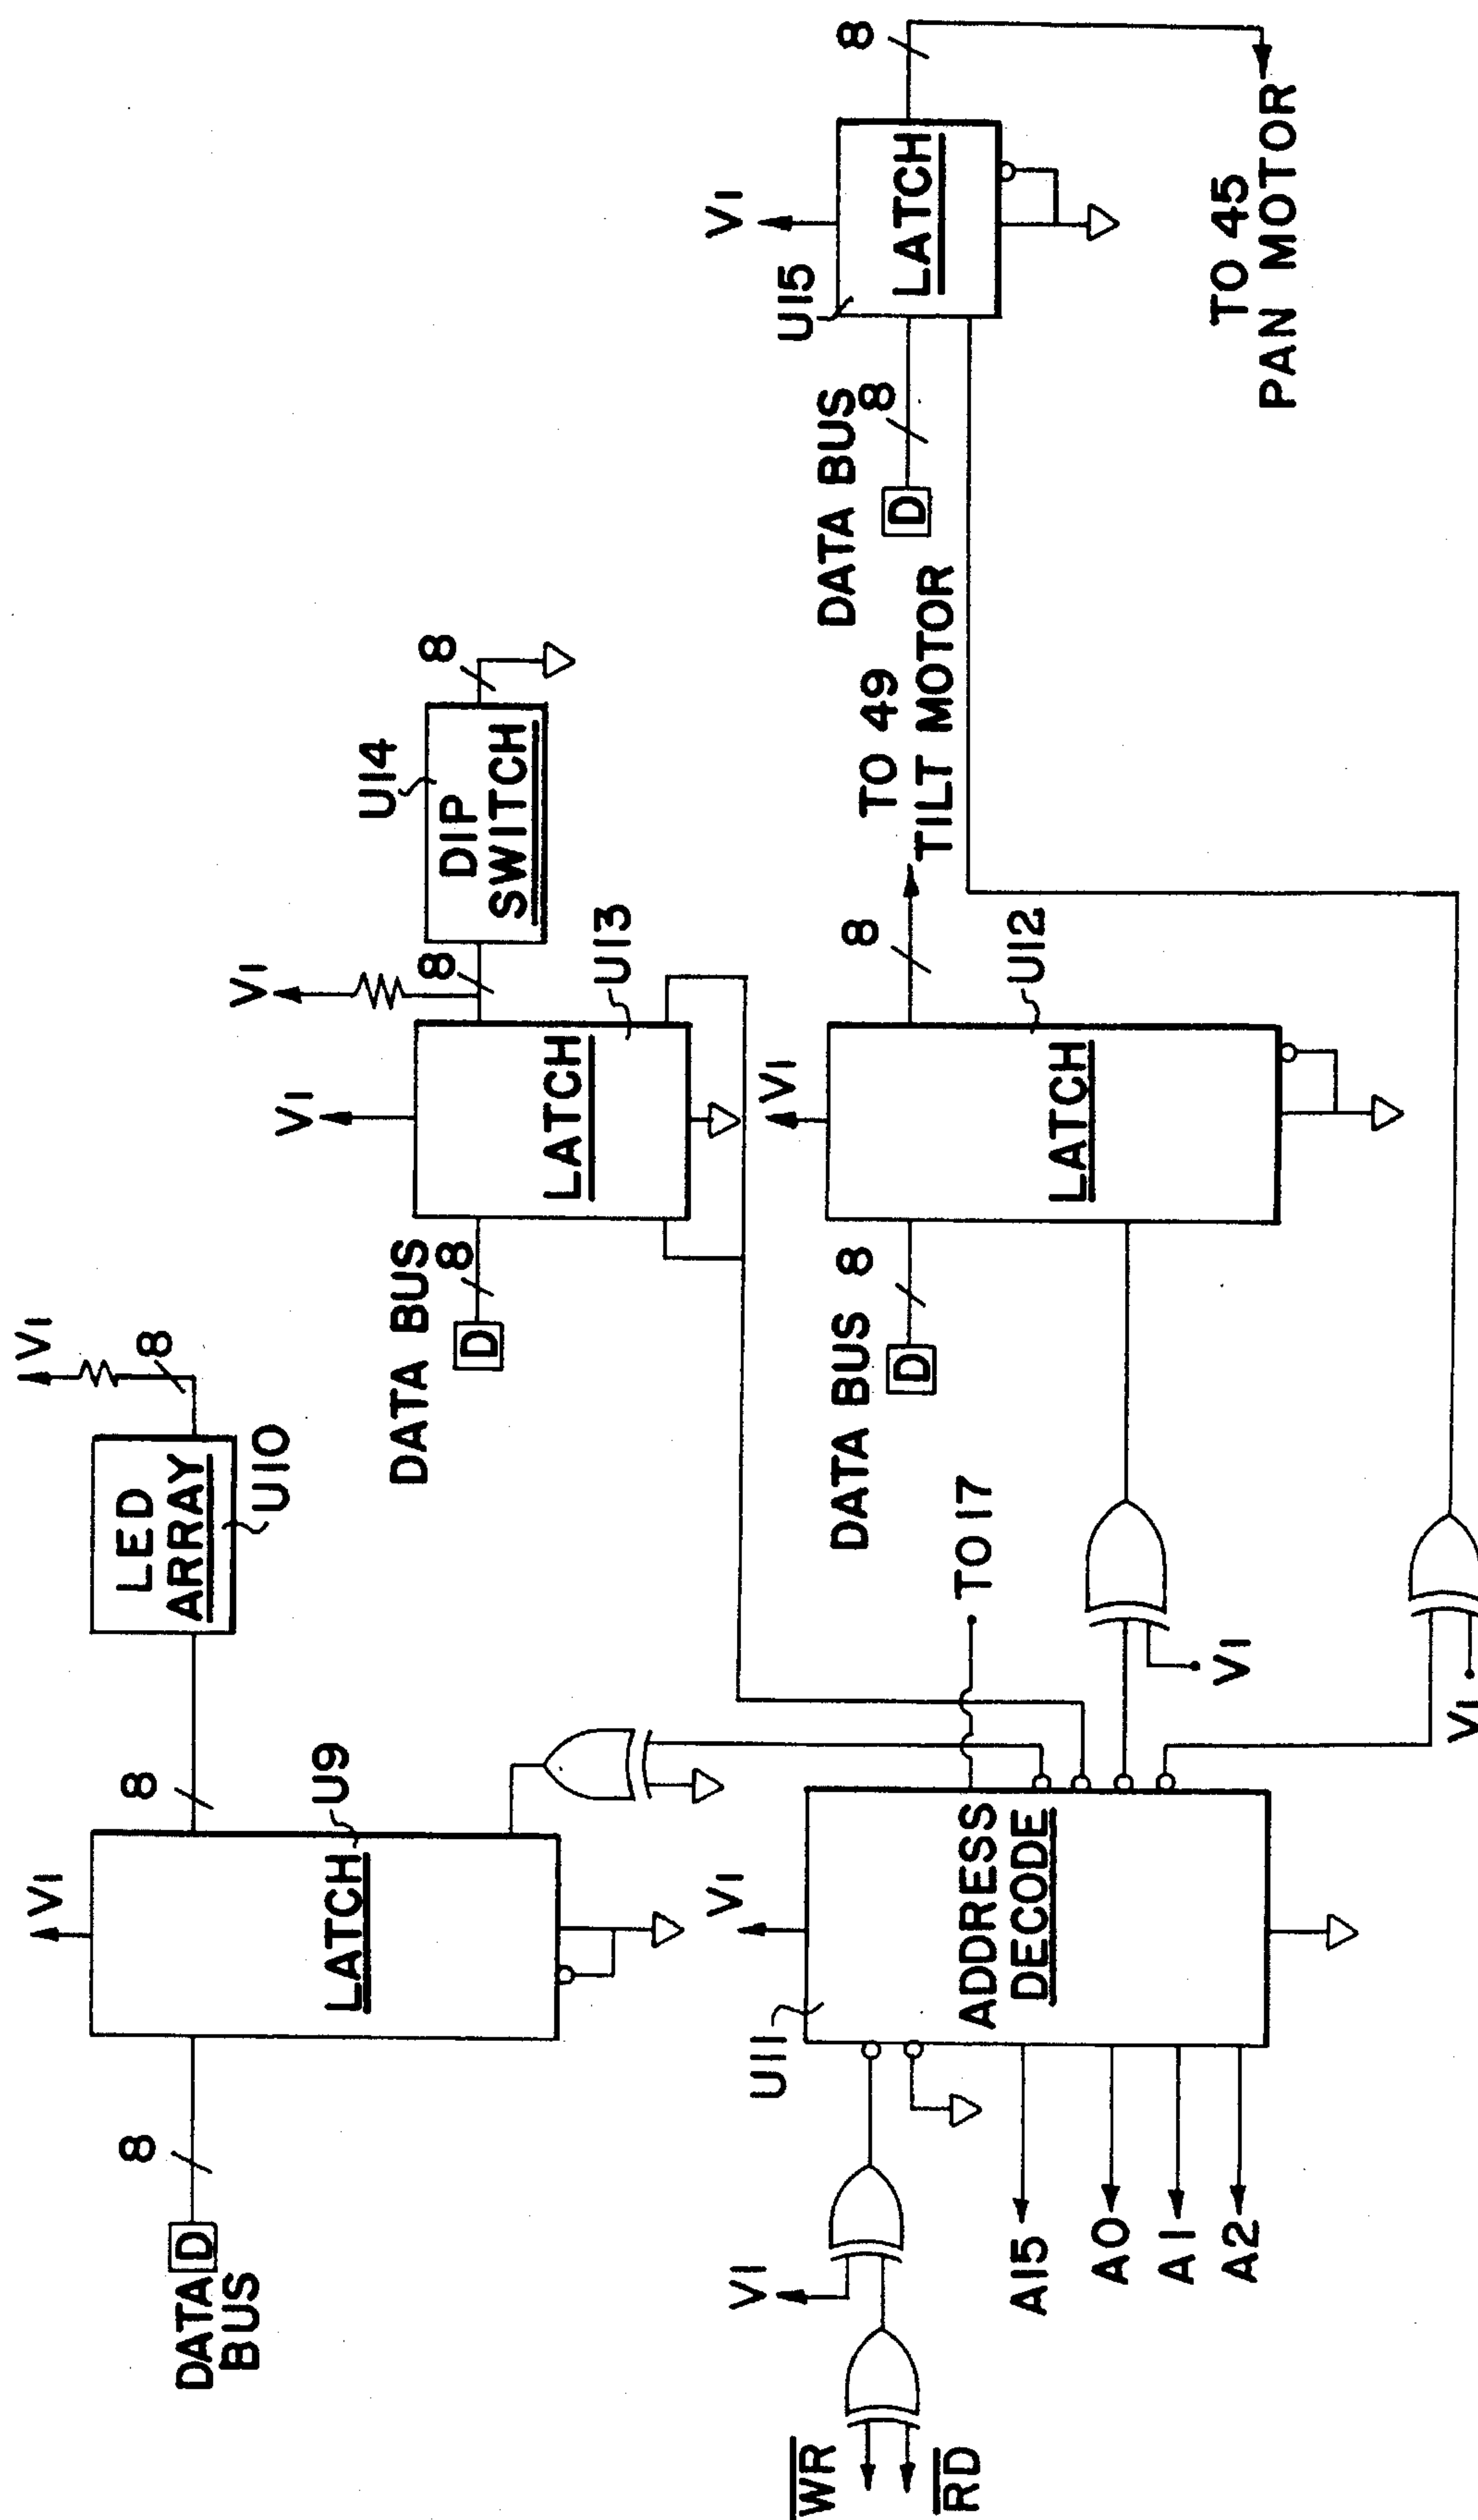 V1
8
V1
8
LED
ARRAY
U10
8
D
DATA
BUS
LATCH
U9
V1
V1
8
U14
DIP
SWITCH
8
DATA BUS
8
D
LATCH
U13
V1
U11
ADDRESS
DECODE
TO 117
V1
DATA BUS
8
D
8
TO 49
TILT MOTOR
LATCH
U12
V1
U15
DATA BUS
8
D
LATCH
8
WR
RD
V1
A15
A0
A1
A2
V1
V1
TO 45
PAN MOTOR